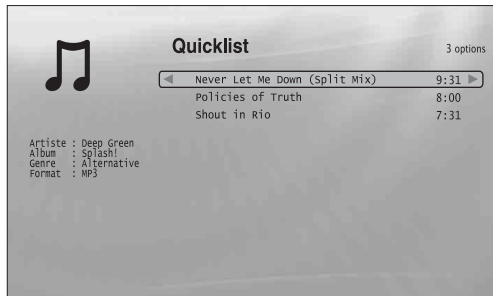 Quicklist
3 options
Never Let Me Down (Split Mix) 9:31
Policies of Truth 8:00
Shout in Rio 7:31
Artiste : Deep Green
Album : Splash!
Genre : Alternative
Format : MP3